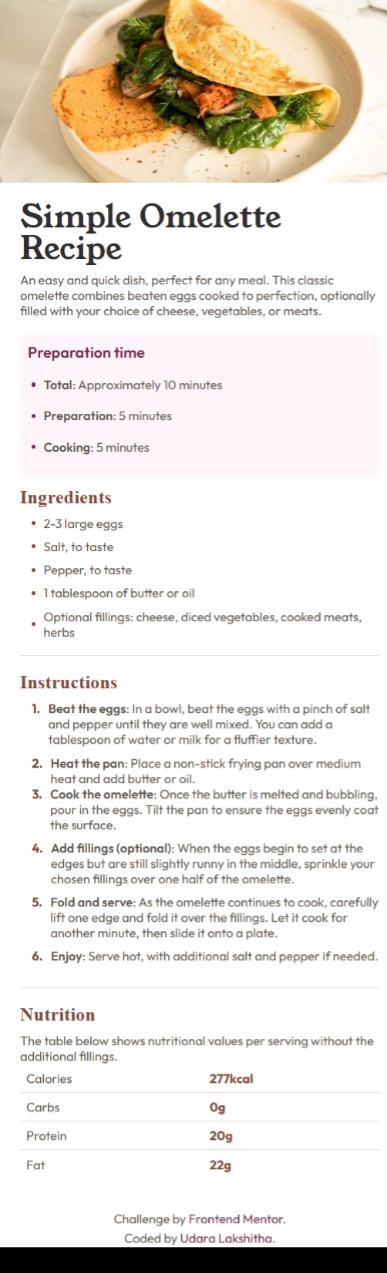 Simple Omelette
Recipe
An easy and quick dish, perfect for any meal. This classic
omelette combines beaten eggs cooked to perfection, optionally
filled with your choice of cheese, vegetables, or meats.
Preparation time
• Total: Approximately 10 minutes
• Preparation: 5 minutes
• Cooking: 5 minutes
Ingredients
• 2-3 large eggs
• Salt, to taste
• Pepper, to taste
• 1 tablespoon of butter or oil
• Optional fillings: cheese, diced vegetables, cooked meats,
herbs
Instructions
1. Beat the eggs: In a bowl, beat the eggs with a pinch of salt
and pepper until they are well mixed. You can add a
tablespoon of water or milk for a fluffier texture.
2. Heat the pan: Place a non-stick frying pan over medium
heat and add butter or oil.
3. Cook the omelette: Once the butter is melted and bubbling,
pour in the eggs. Tilt the pan to ensure the eggs evenly coat
the surface.
4. Add fillings (optional): When the eggs begin to set at the
edges but are still slightly runny in the middle, sprinkle your
chosen fillings over one half of the omelette.
5. Fold and serve: As the omelette continues to cook, carefully
lift one edge and fold it over the fillings. Let it cook for
another minute, then slide it onto a plate.
6. Enjoy: Serve hot, with additional salt and pepper if needed.
Nutrition
The table below shows nutritional values per serving without the
additional fillings.
Calories 277kcal
Carbs 0g
Protein 20g
Fat 22g
Challenge by Frontend Mentor.
Coded by Udara Lakshitha.